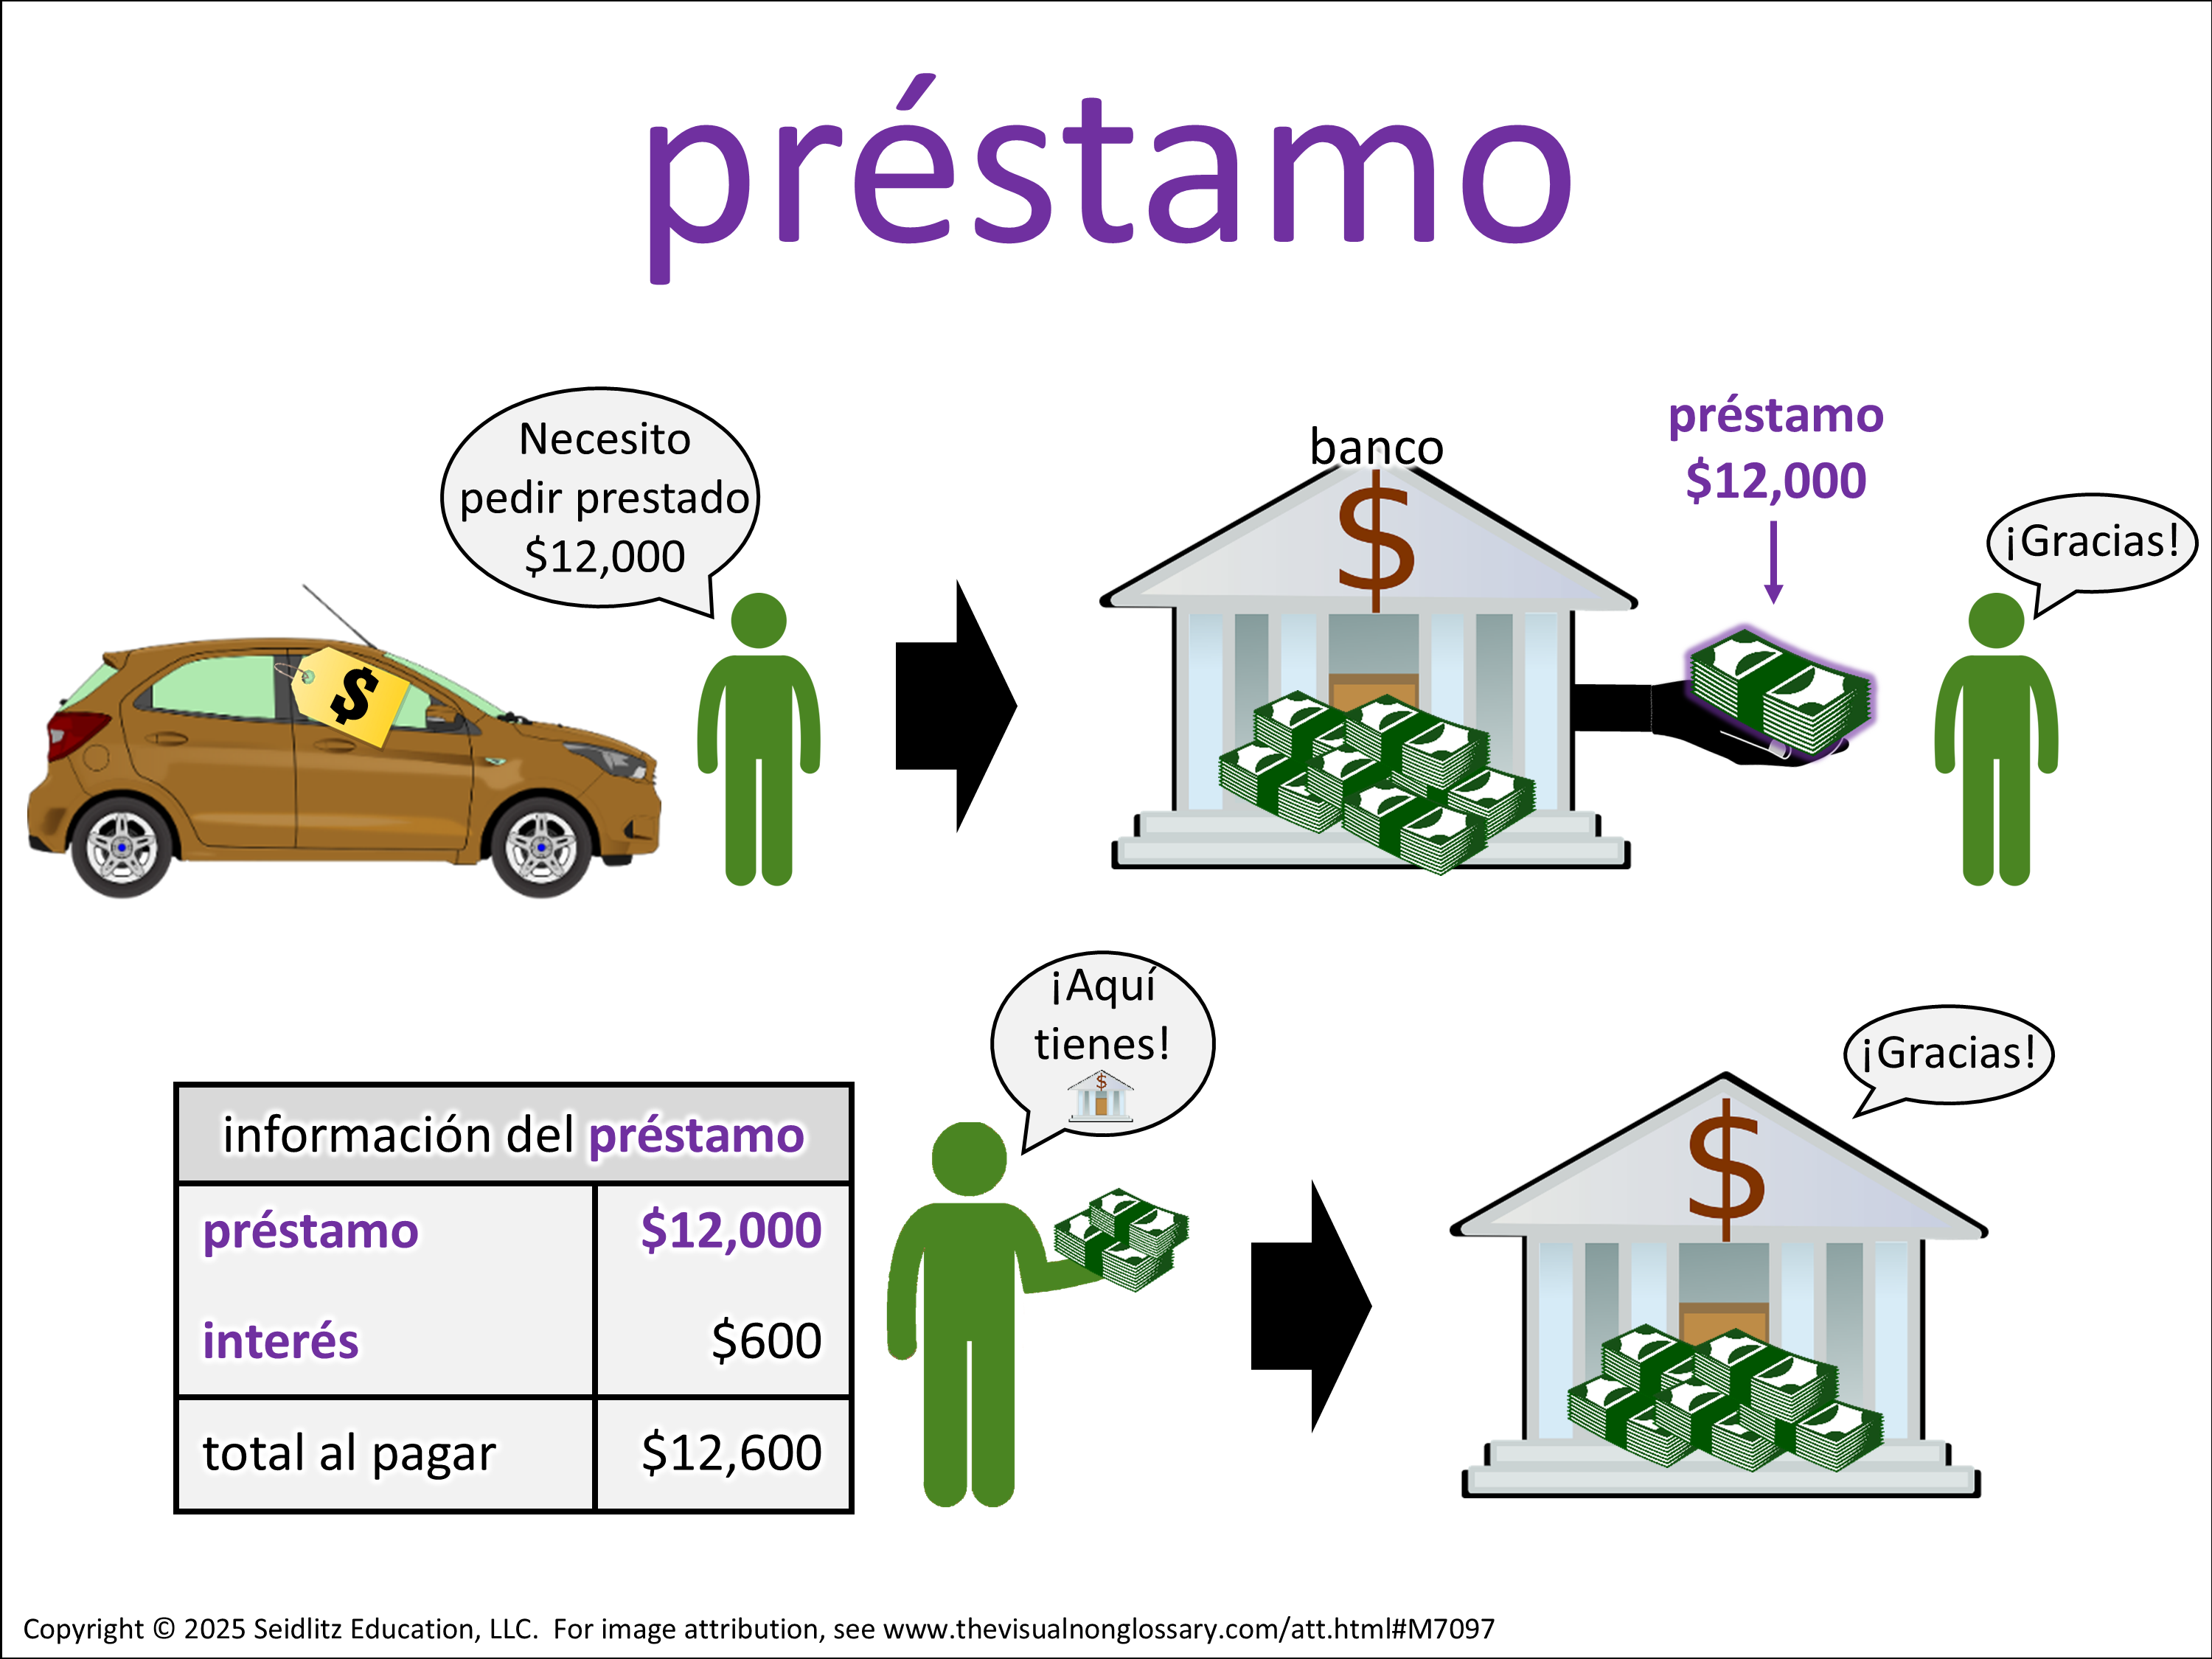 préstamo
Necesito
pedir prestado
$12,000
$
banco
$
préstamo
$12,000
¡Gracias!
información del préstamo
préstamo $12,000
interés $600
total al pagar $12,600
¡Aquí
tienes!
$
$
¡Gracias!
Copyright © 2025 Seidlitz Education, LLC. For image attribution, see www.thevisualnonglossary.com/att.html#M7097